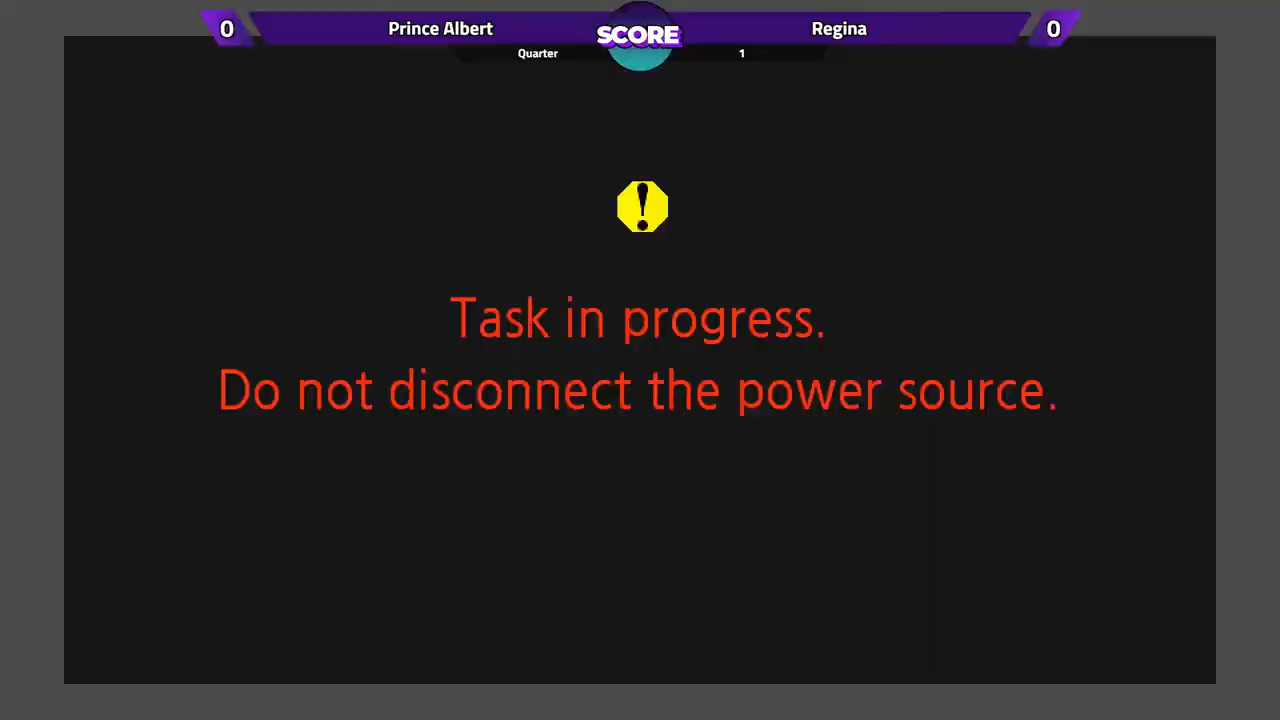 0 Prince Albert SCORE Regina 0
Quarter 1
!
Task in progress.
Do not disconnect the power source.